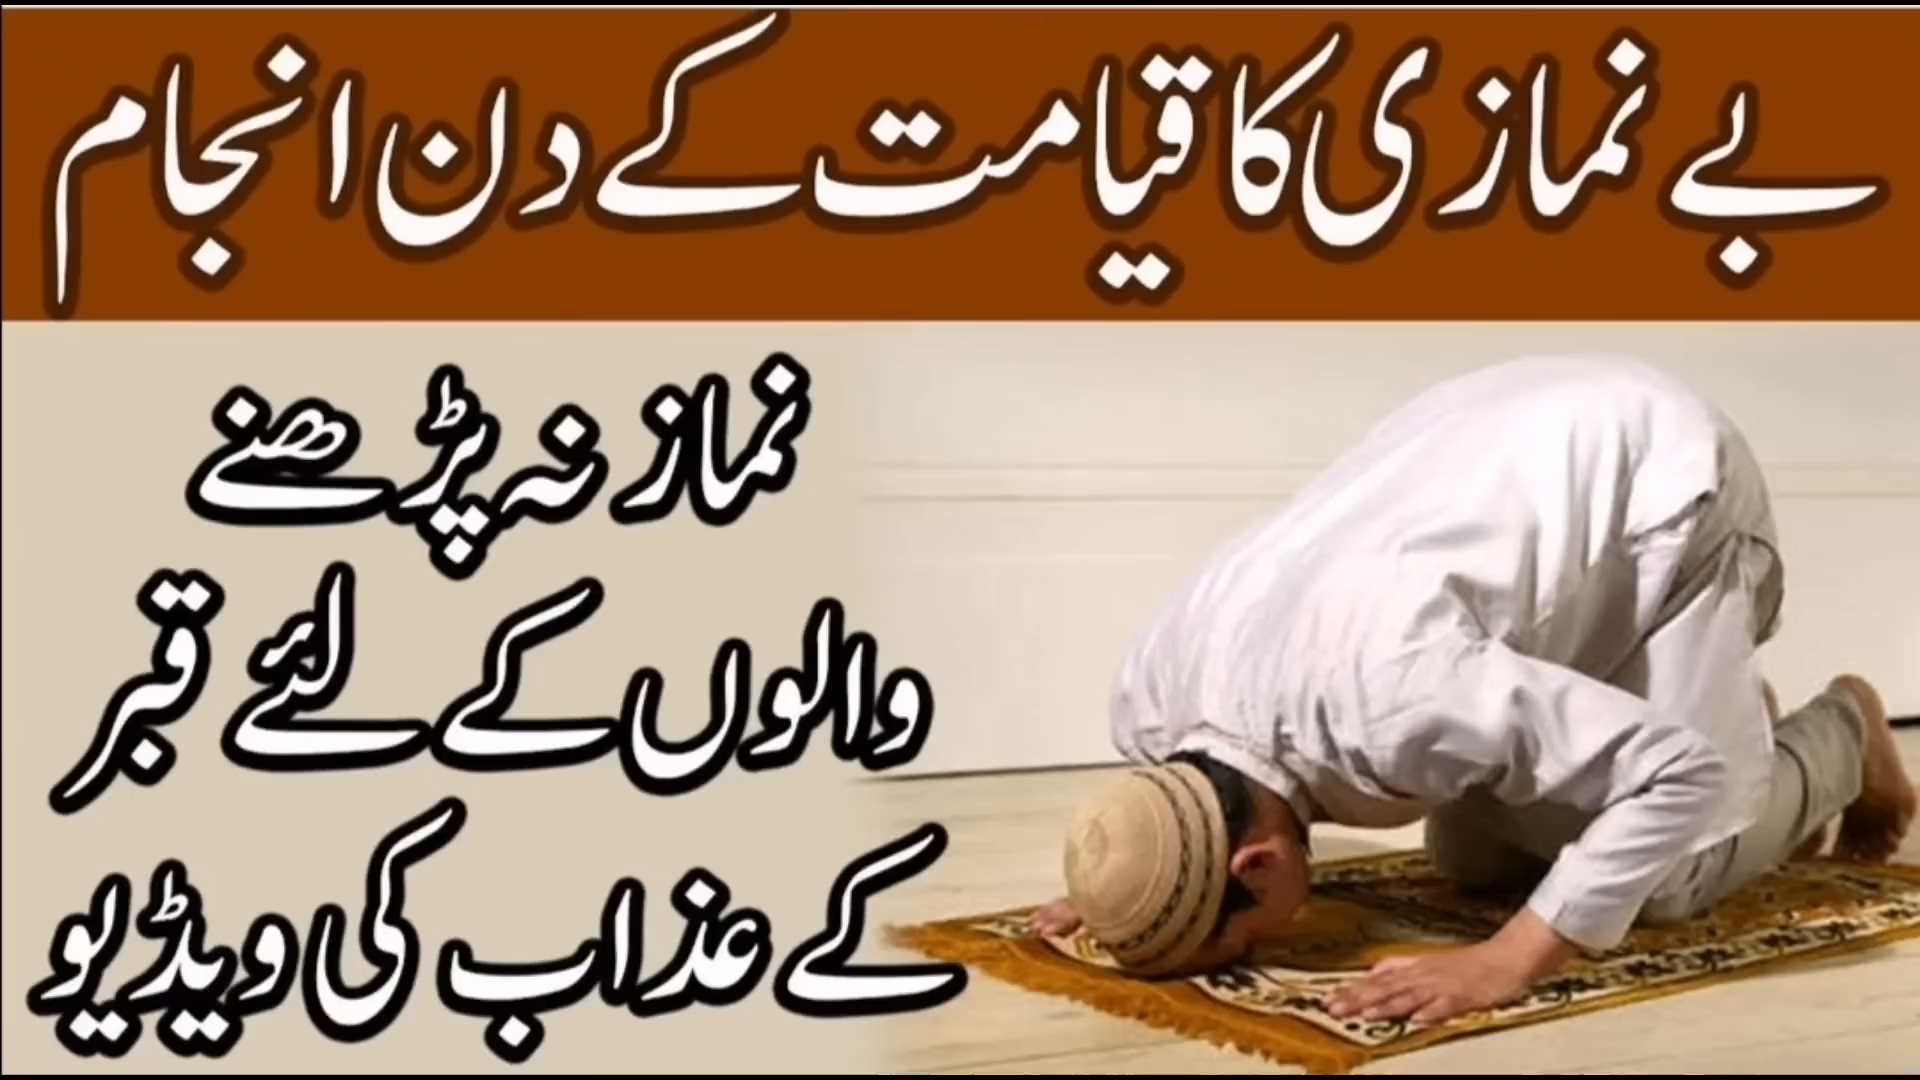 بے نمازی کا قیامت کے دن انجام
نماز نہ پڑھنے
والوں کے لئے قبر
کے عذاب کی ویڈیو